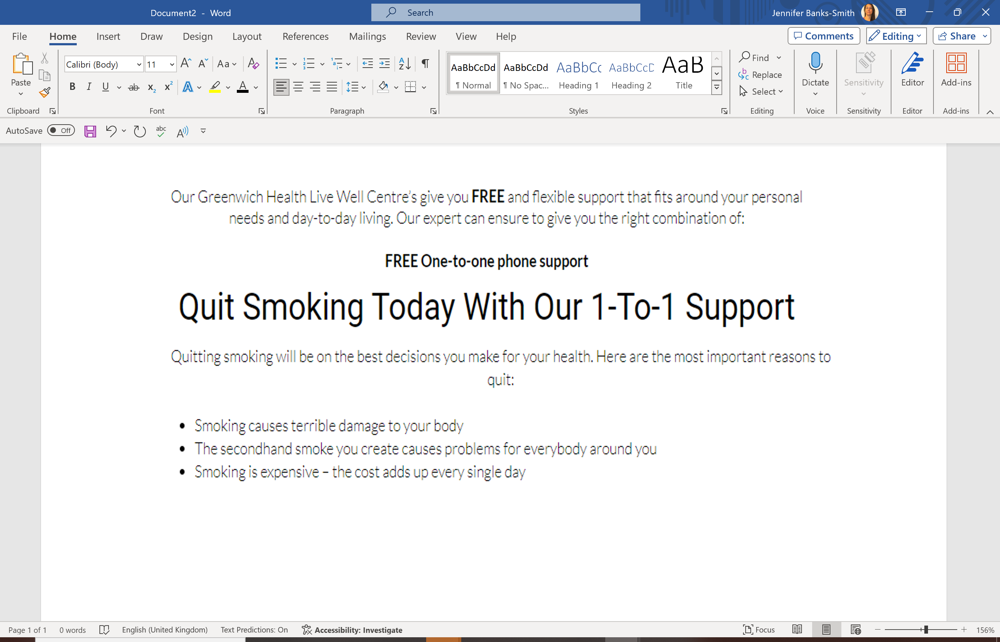 Document2 - Word
Search
Jennifer Banks-Smith
File Home Insert Draw Design Layout References Mailings Review View Help
Comments Editing Share
Paste
Clipboard
Calibri (Body) 11
Font
Paragraph
AaBbCcDd AaBbCcDd AaBbCc AaBbCcD AaB
¶ Normal ¶ No Spac... Heading 1 Heading 2 Title
Styles
Find
Replace
Select
Editing
Dictate
Voice
Sensitivity
Sensitivity
Editor
Editor
Add-ins
Add-ins
AutoSave Off
Our Greenwich Health Live Well Centre’s give you FREE and flexible support that fits around your personal
needs and day-to-day living. Our expert can ensure to give you the right combination of:
FREE One-to-one phone support
Quit Smoking Today With Our 1-To-1 Support
Quitting smoking will be on the best decisions you make for your health. Here are the most important reasons to
quit:
• Smoking causes terrible damage to your body
• The secondhand smoke you create causes problems for everybody around you
• Smoking is expensive – the cost adds up every single day
Page 1 of 1 0 words English (United Kingdom) Text Predictions: On Accessibility: Investigate Focus 156%